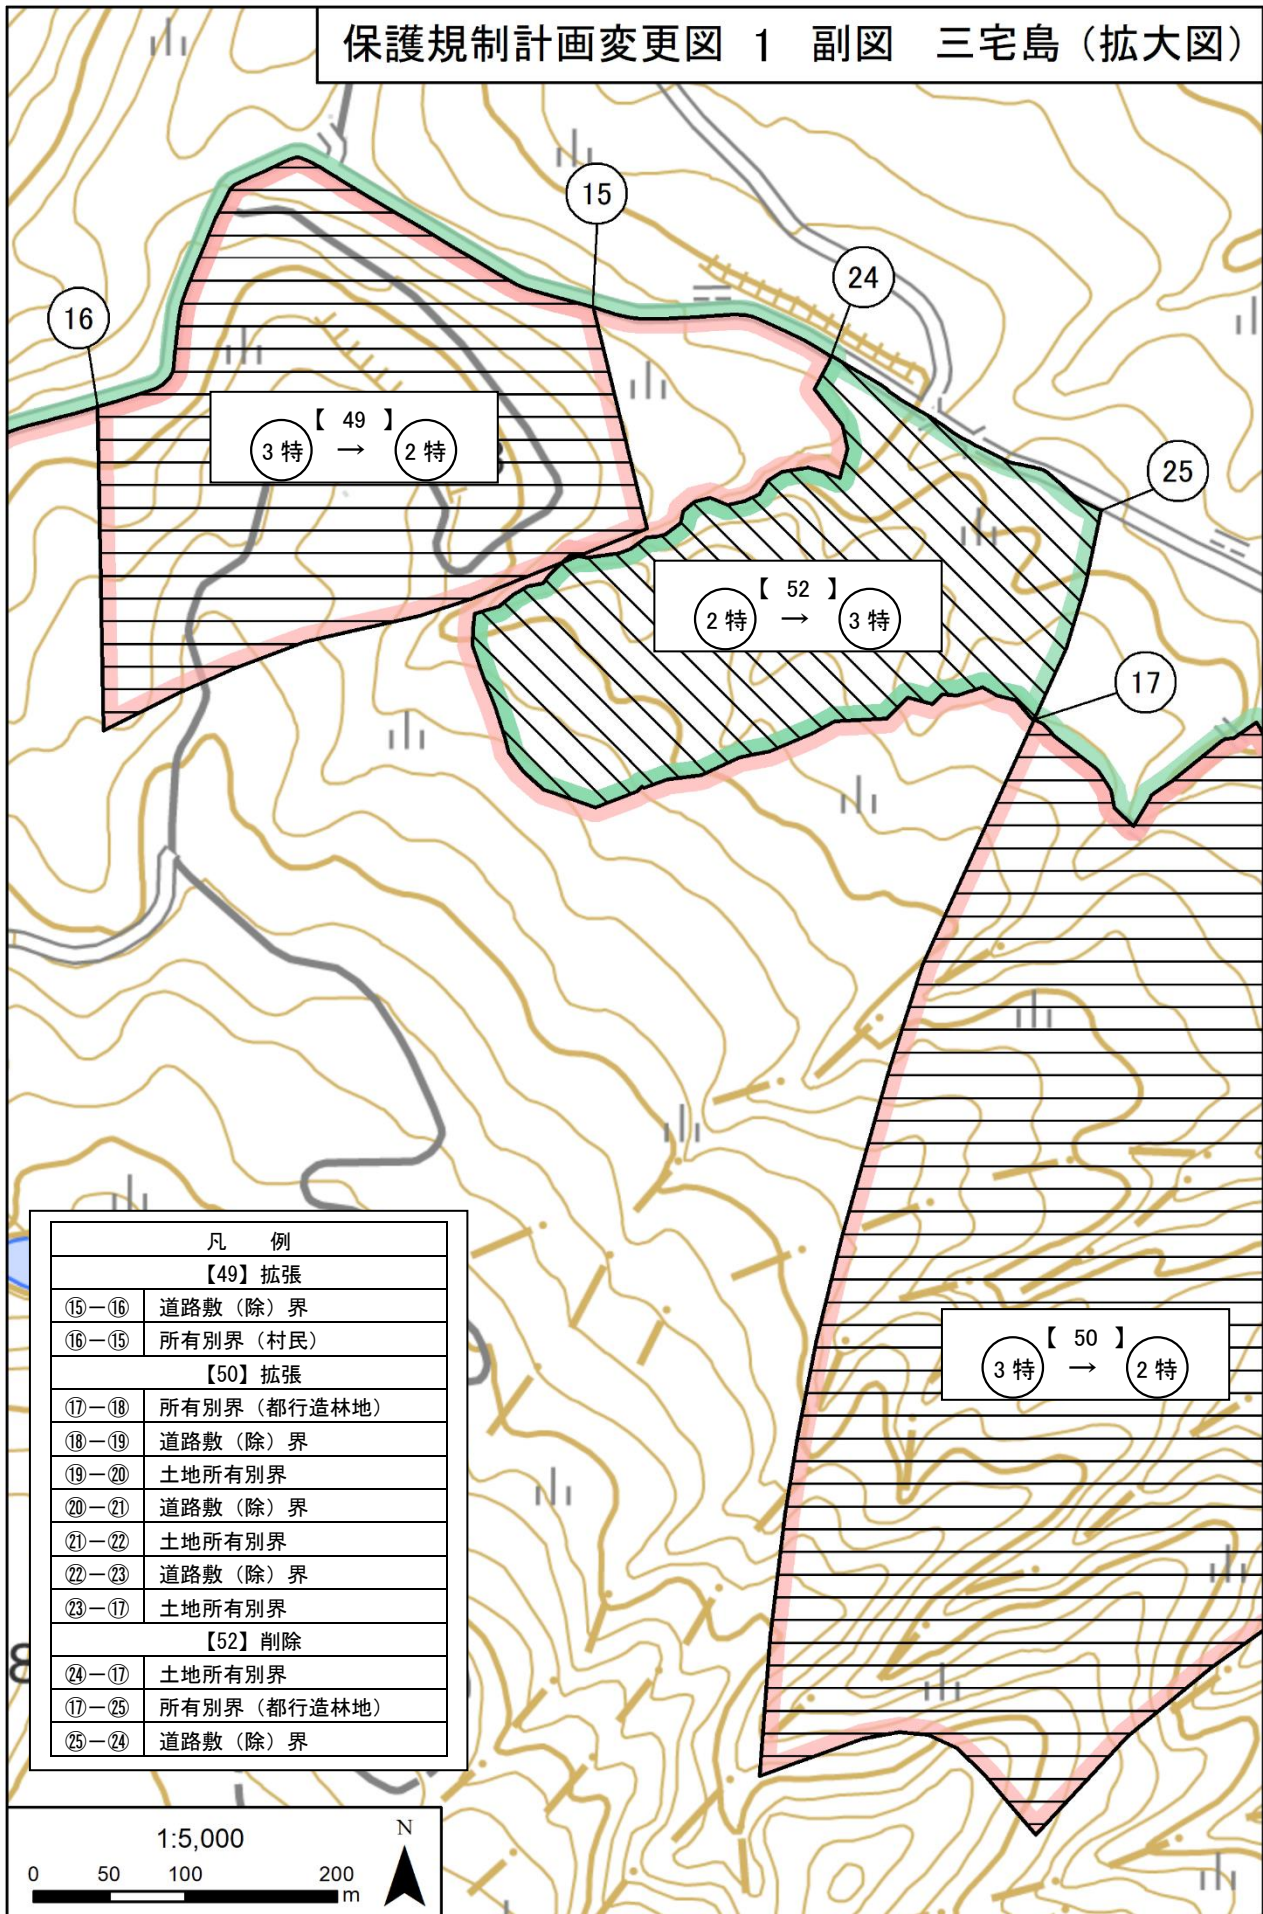 保護規制計画変更図 1 副図 三宅島（拡大図）
15
24
16
【 49 】
3特 → 2特
25
【 52 】
2特 → 3特
17
【 50 】
3特 → 2特
凡 例
【49】拡張
⑮－⑯ 道路敷（除）界
⑯－⑮ 所有別界（村民）
【50】拡張
⑰－⑱ 所有別界（都行造林地）
⑱－⑲ 道路敷（除）界
⑲－⑳ 土地所有別界
⑳－㉑ 道路敷（除）界
㉑－㉒ 土地所有別界
㉒－㉓ 道路敷（除）界
㉓－⑰ 土地所有別界
【52】削除
㉔－⑰ 土地所有別界
⑰－㉕ 所有別界（都行造林地）
㉕－㉔ 道路敷（除）界
1:5,000
N
0 50 100 200
m